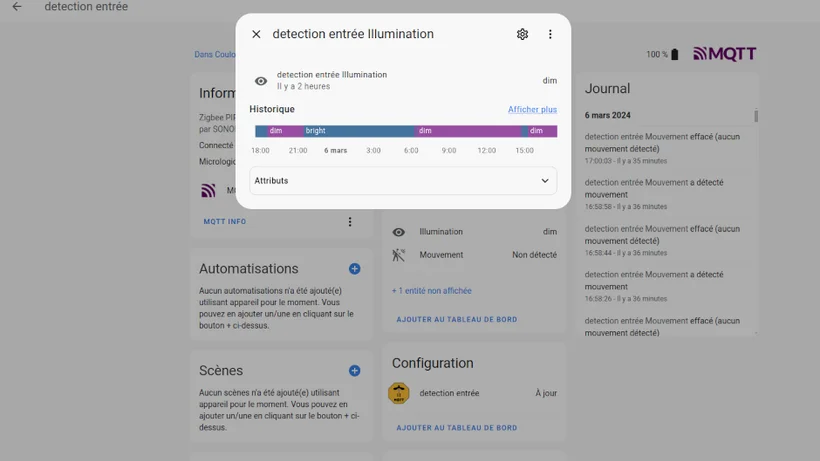 detection entrée
Dans Coulo
100 %
MQTT
detection entrée Illumination
detection entrée Illumination
Il y a 2 heures
dim
Historique
Afficher plus
dim
bright
dim
dim
18:00
21:00
6 mars
3:00
6:00
9:00
12:00
15:00
Attributs
Inform
Zigbee PIF
par SONO
Connecté
Micrologic
MQTT INFO
Illumination
dim
Mouvement
Non détecté
+ 1 entité non affichée
AJOUTER AU TABLEAU DE BORD
Automatisations
Aucun automatisations n'a été ajouté(e) utilisant
appareil pour le moment. Vous
pouvez en ajouter un/une en cliquant sur le
bouton + ci-dessus.
Scènes
Aucun scènes n'a été ajouté(e) utilisant
appareil pour le moment. Vous pouvez en
ajouter un/une en cliquant sur le bouton + ci-
dessus.
Configuration
MQTT
detection entrée
À jour
AJOUTER AU TABLEAU DE BORD
Journal
6 mars 2024
detection entrée Mouvement effacé (aucun
mouvement détecté)
17:00:03 - Il y a 35 minutes
detection entrée Mouvement a détecté
mouvement
16:58:58 - Il y a 36 minutes
detection entrée Mouvement effacé (aucun
mouvement détecté)
16:58:44 - Il y a 36 minutes
detection entrée Mouvement a détecté
mouvement
16:58:26 - Il y a 36 minutes
detection entrée Mouvement effacé (aucun
mouvement détecté)